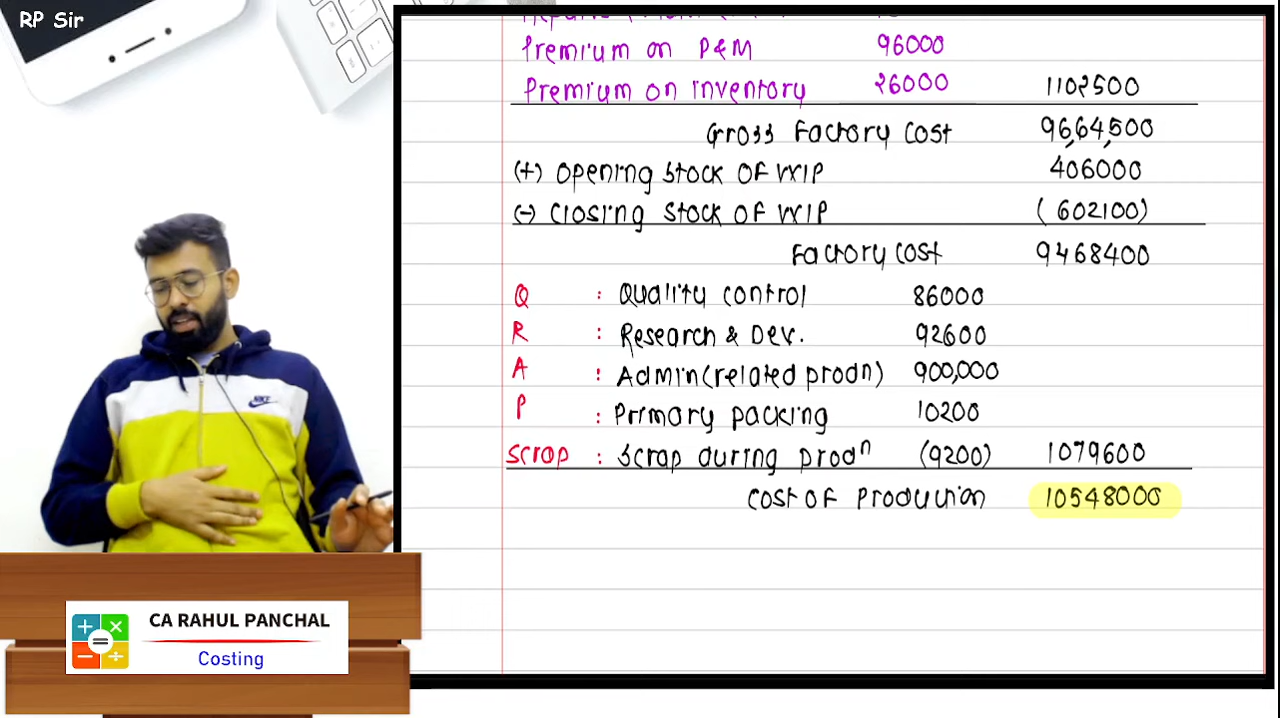 RP Sir
Premium on P&M 96000
Premium on inventory 26000 1102500
Gross Factory Cost 9664,500
(+) Opening Stock OF WIP 406000
(-) Closing Stock OF WIP (602100)
Factory Cost 9468400
Q : Quality control 86000
R : Research & Dev. 92600
A : Admin(related prodn) 900,000
P : Primary packing 10200
Scrap : Scrap during prodn (9200) 1079600
Cost OF Production 10548000
CA RAHUL PANCHAL
Costing